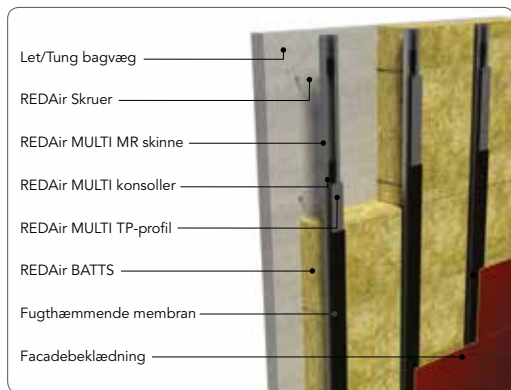 Let/Tung bagvæg
REDAir Skruer
REDAir MULTI MR skinne
REDAir MULTI konsoller
REDAir MULTI TP-profil
REDAir BATTS
Fugthæmmende membran
Facadebeklædning